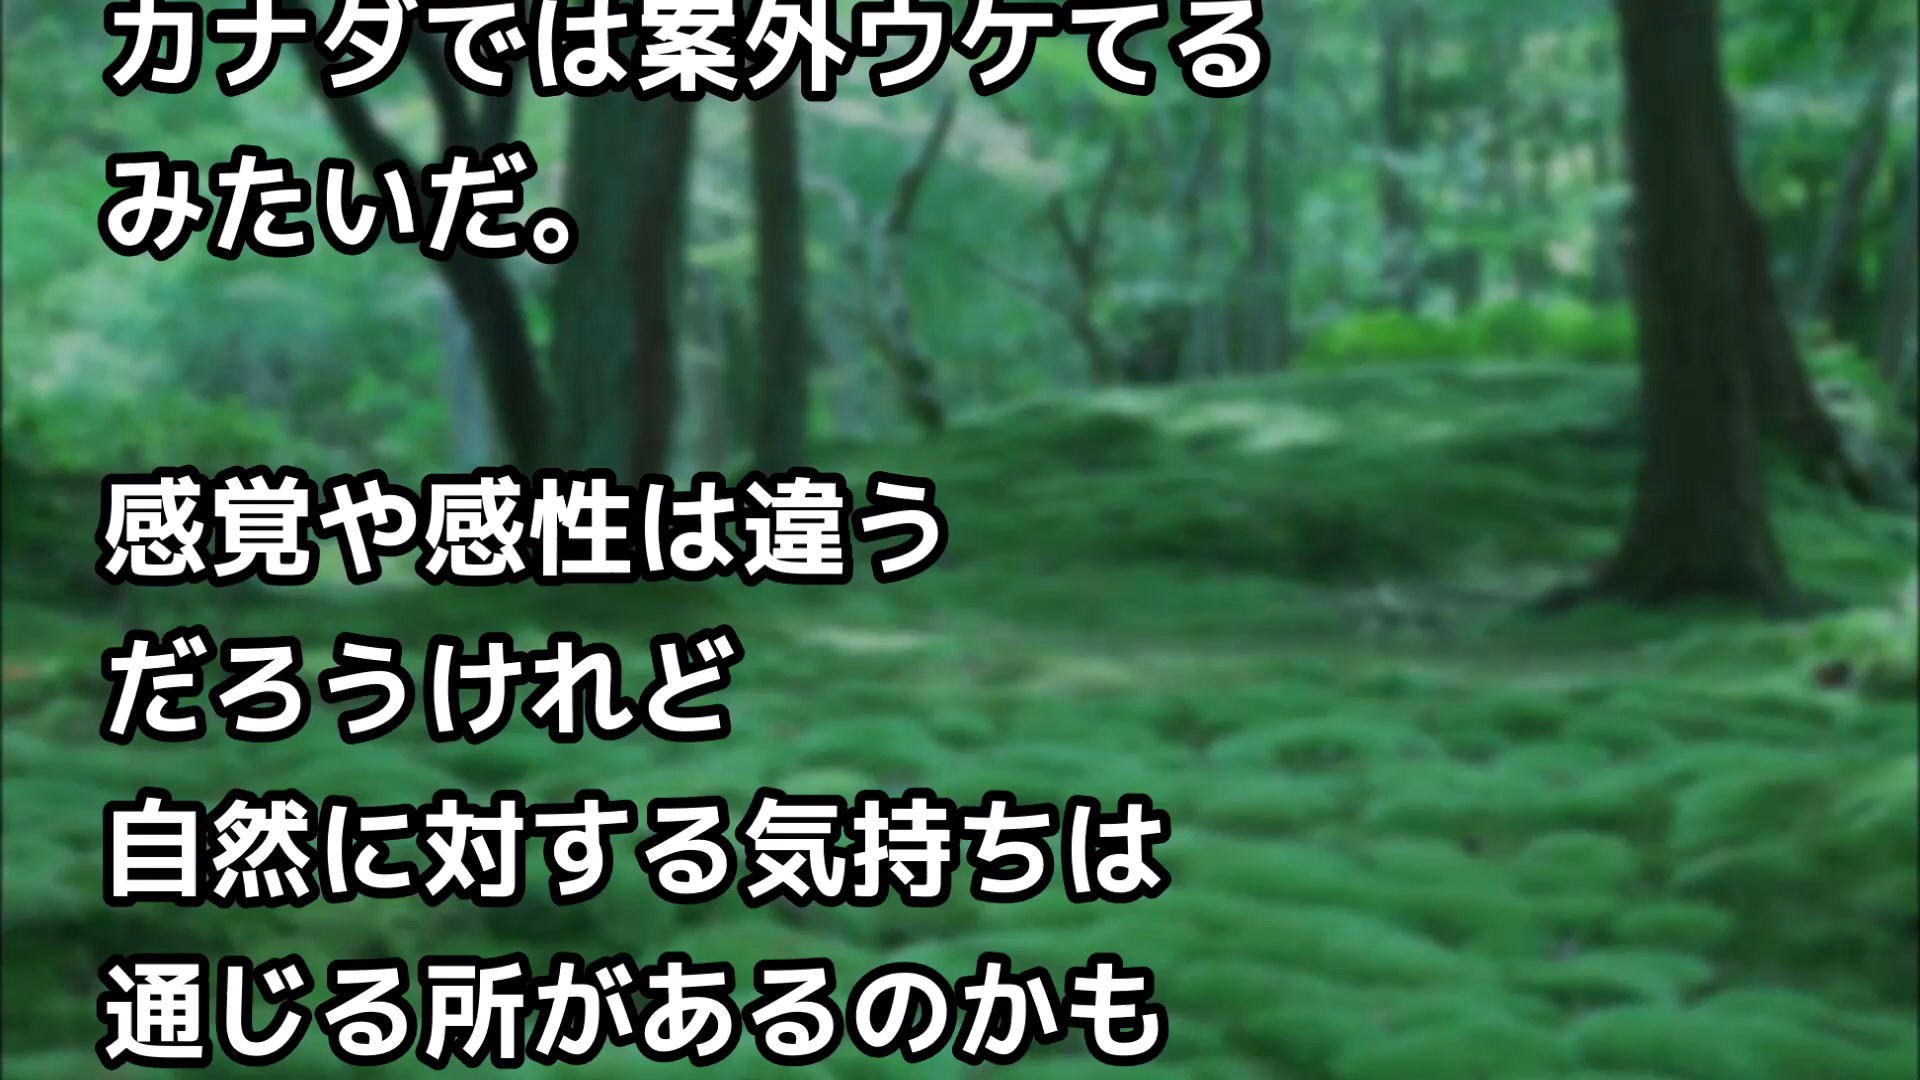 カナダでは案外ウケてる
みたいだ。
感覚や感性は違う
だろうけれど
自然に対する気持ちは
通じる所があるのかも